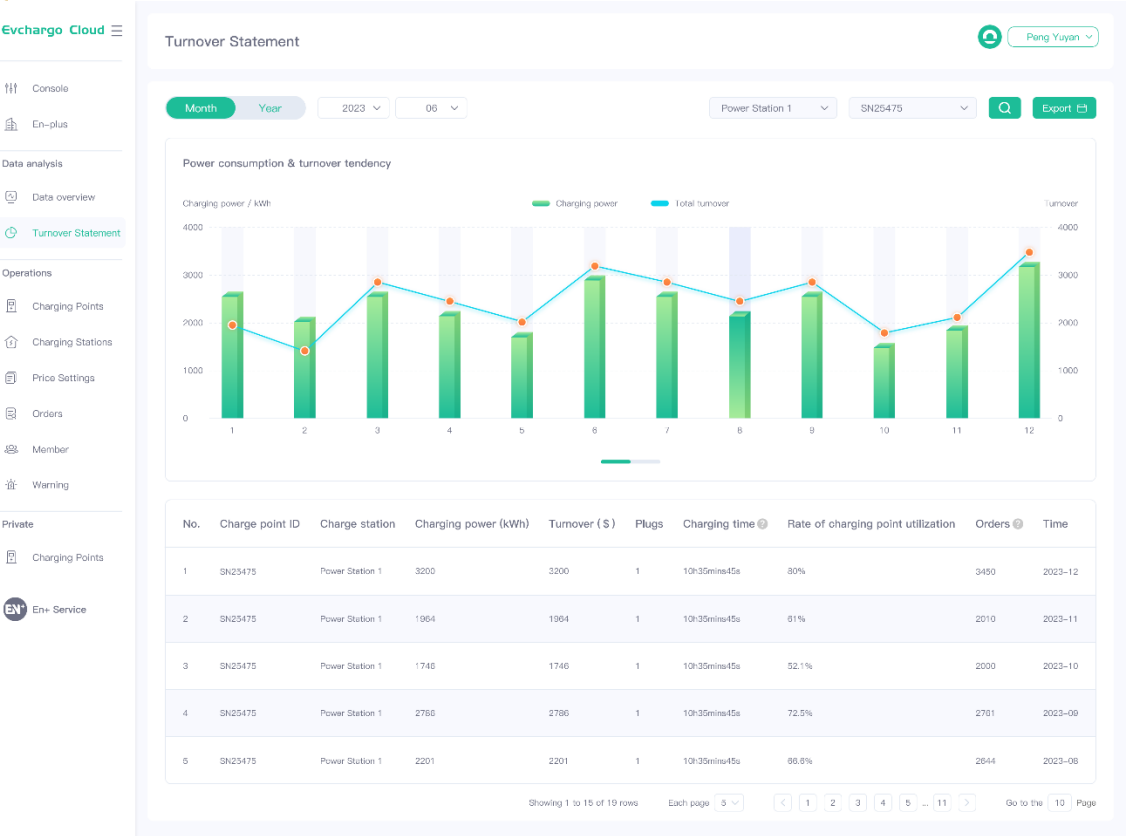 Evchargo Cloud
Console
En-plus
Data analysis
Data overview
Turnover Statement
Operations
Charging Points
Charging Stations
Price Settings
Orders
Member
Warning
Private
Charging Points
EN+ En+ Service
Turnover Statement
Peng Yuyan
Month Year 2023 06 Power Station 1 SN25475 Export
Power consumption & turnover tendency
Charging power / kWh Charging power Total turnover Turnover
4000 4000
3000 3000
2000 2000
1000 1000
0 0
1 2 3 4 5 6 7 8 9 10 11 12
No. Charge point ID Charge station Charging power (kWh) Turnover ( $ ) Plugs Charging time ? Rate of charging point utilization Orders ? Time
1 SN25475 Power Station 1 3200 3200 1 10h35mins45s 80% 3450 2023-12
2 SN25475 Power Station 1 1964 1964 1 10h35mins45s 61% 2010 2023-11
3 SN25475 Power Station 1 1746 1746 1 10h35mins45s 52.1% 2000 2023-10
4 SN25475 Power Station 1 2786 2786 1 10h35mins45s 72.5% 2761 2023-09
5 SN25475 Power Station 1 2201 2201 1 10h35mins45s 66.6% 2644 2023-08
Showing 1 to 15 of 19 rows Each page 5 < 1 2 3 4 5 ... 11 > Go to the 10 Page